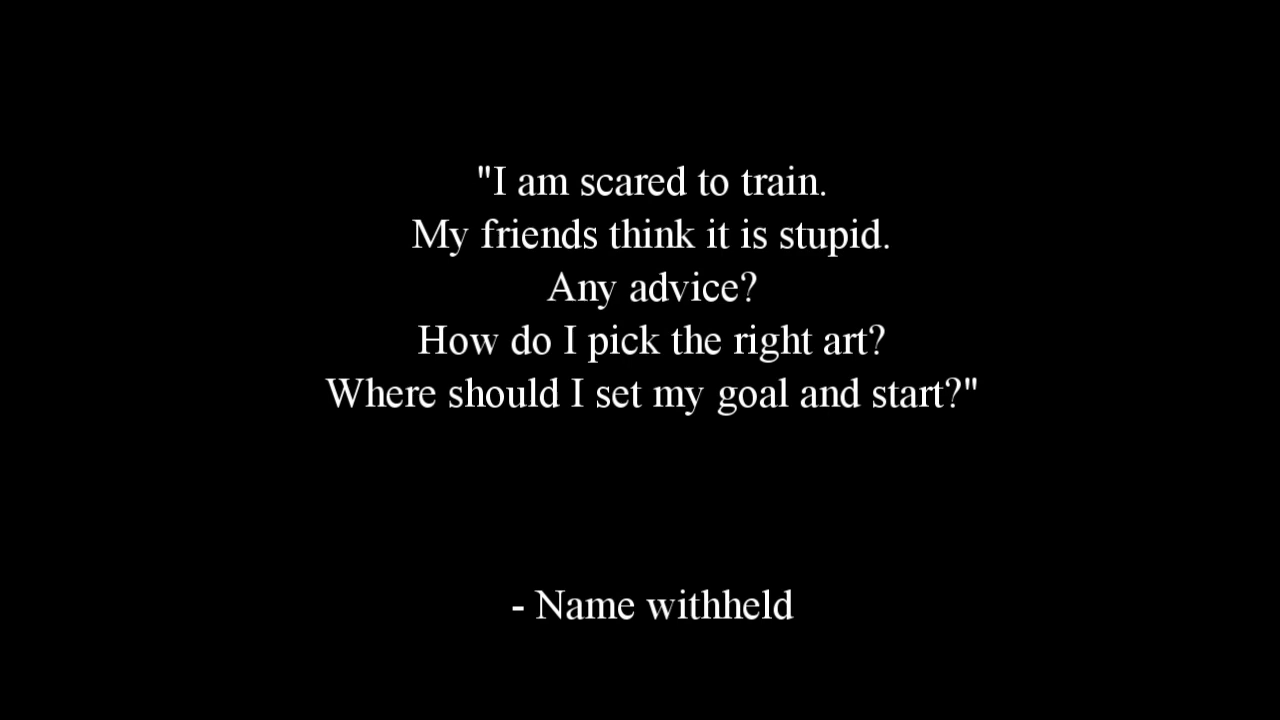 "I am scared to train.
My friends think it is stupid.
Any advice?
How do I pick the right art?
Where should I set my goal and start?"
- Name withheld